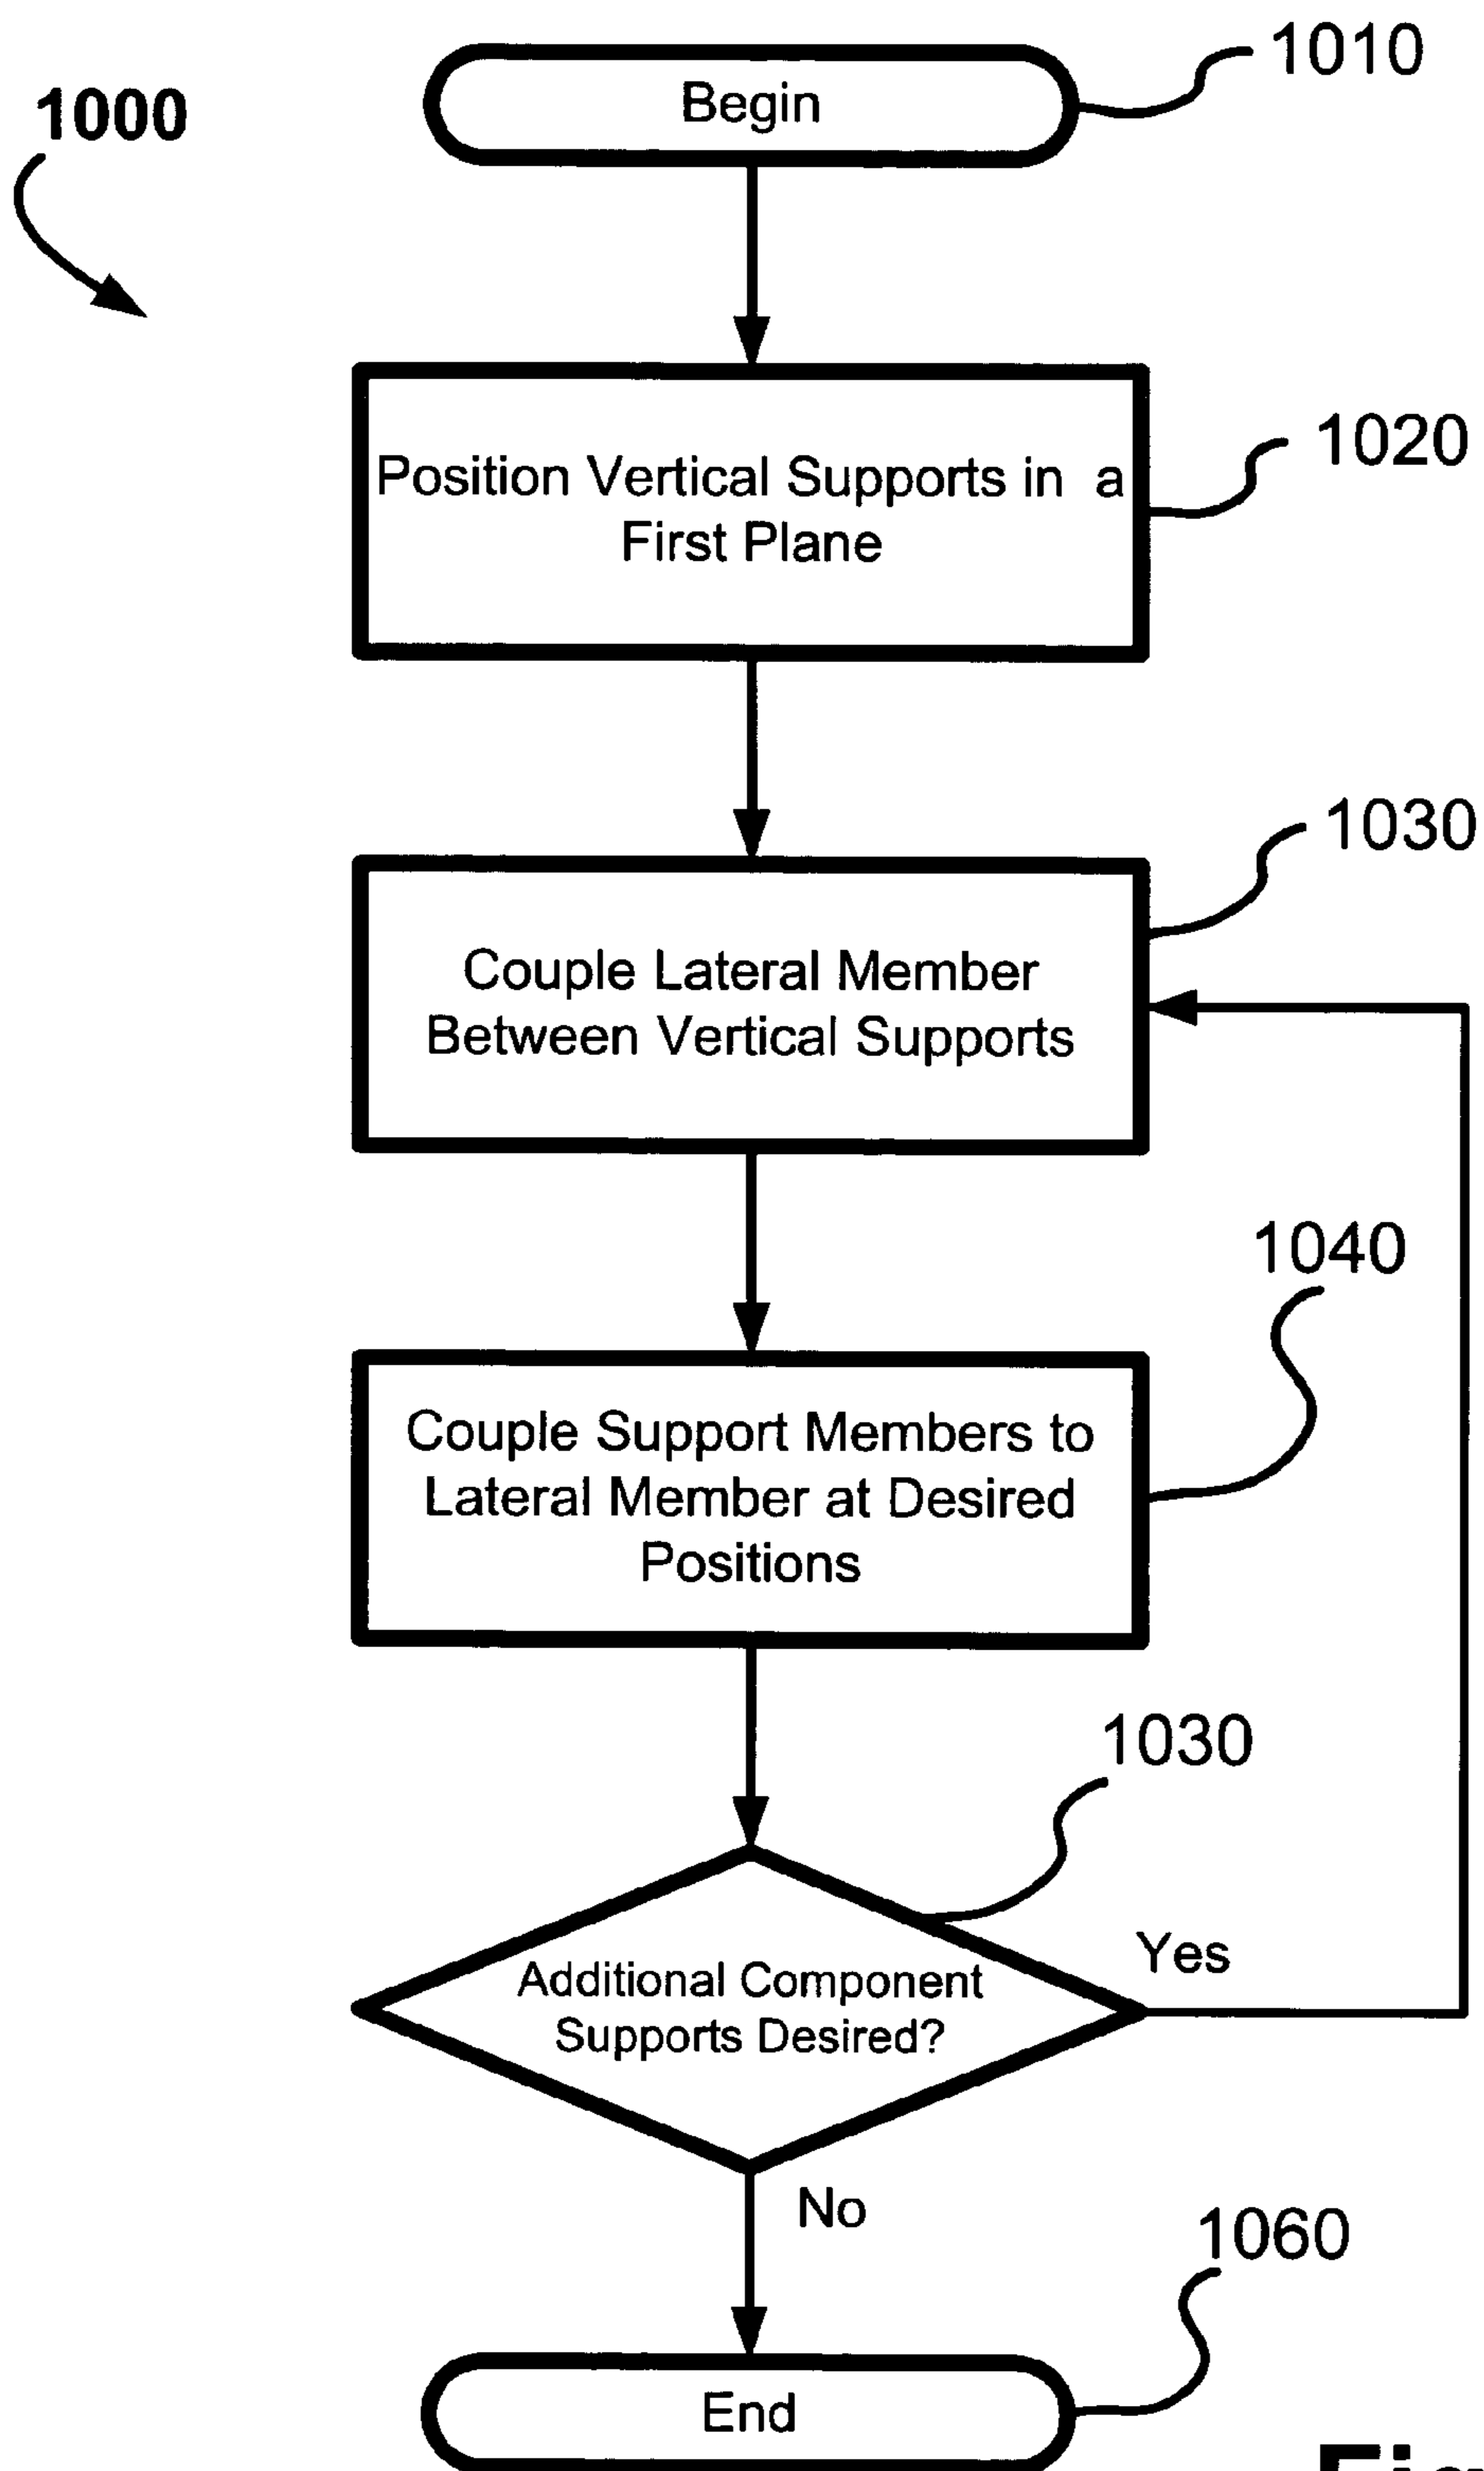 1010
Begin
1000
1020
Position Vertical Supports in a
First Plane
1030
Couple Lateral Member
Between Vertical Supports
1040
Couple Support Members to
Lateral Member at Desired
Positions
1030
Yes
Additional Component
Supports Desired?
No
1060
End